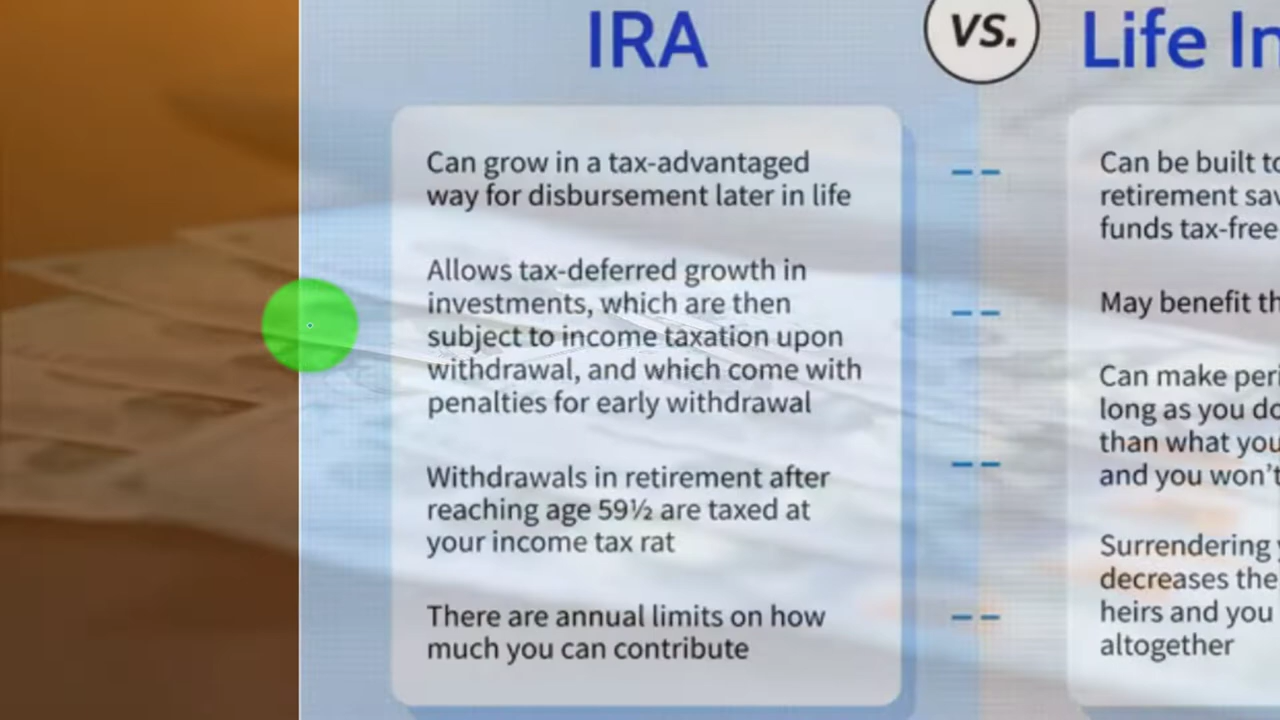 IRA
VS.
Life In
Can grow in a tax-advantaged
way for disbursement later in life
Allows tax-deferred growth in
investments, which are then
subject to income taxation upon
withdrawal, and which come with
penalties for early withdrawal
Withdrawals in retirement after
reaching age 59½ are taxed at
your income tax rat
There are annual limits on how
much you can contribute
Can be built to
retirement sav
funds tax-free
May benefit th
Can make peri
long as you do
than what you
and you won't
Surrendering y
decreases the
heirs and you
altogether